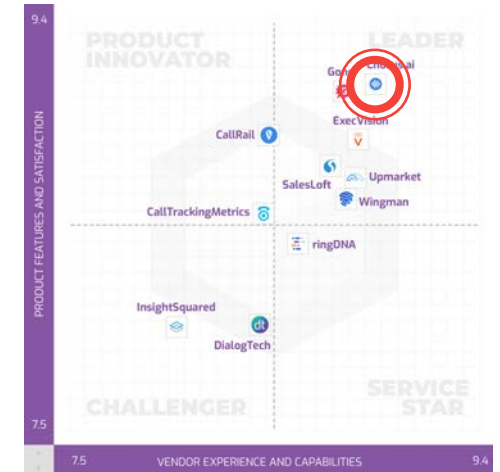 9.4
PRODUCT
INNOVATOR
LEADER
CallRail
ExecVision
SalesLoft
Upmarket
Wingman
CallTrackingMetrics
ringDNA
InsightSquared
dt
DialogTech
CHALLENGER
SERVICE
STAR
PRODUCT FEATURES AND SATISFACTION
7.5
7.5
VENDOR EXPERIENCE AND CAPABILITIES
9.4